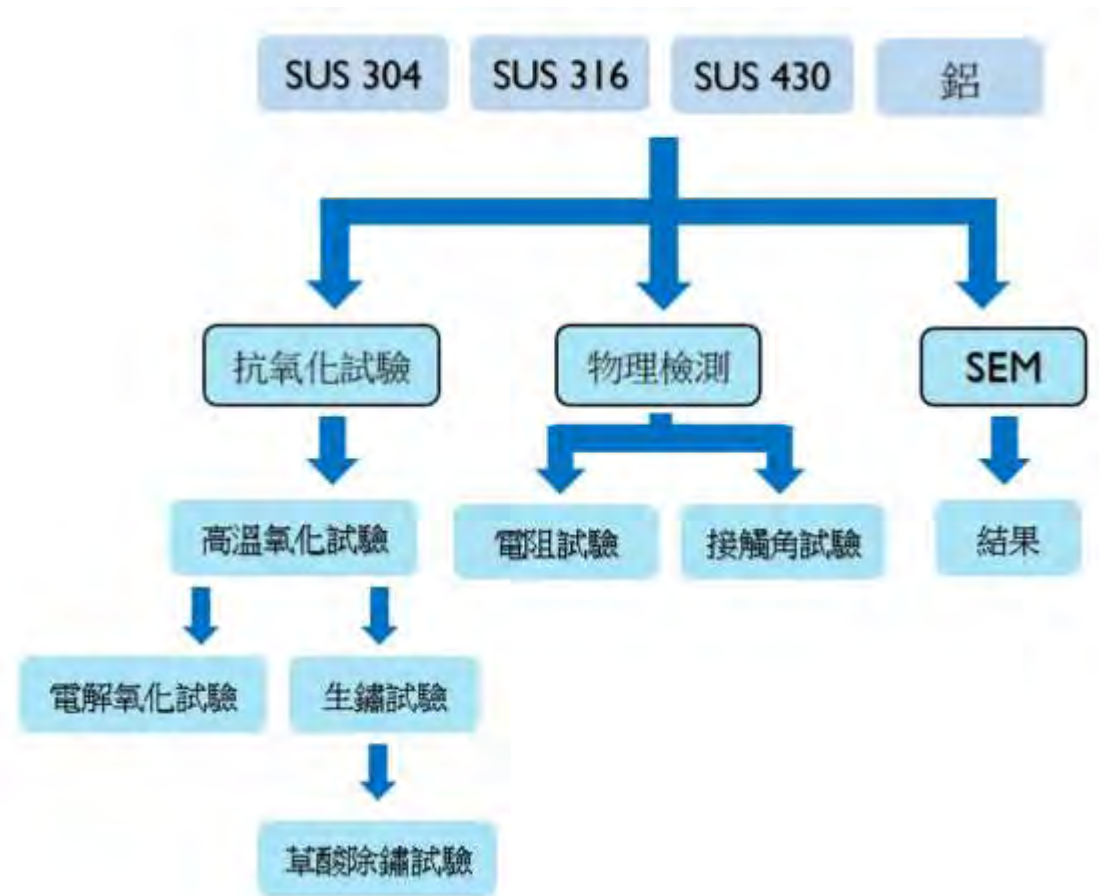 SUS 304
SUS 316
SUS 430
鋁
抗氧化試驗
物理檢測
SEM
高溫氧化試驗
電阻試驗
接觸角試驗
結果
電解氧化試驗
生鏽試驗
草酸除鏽試驗